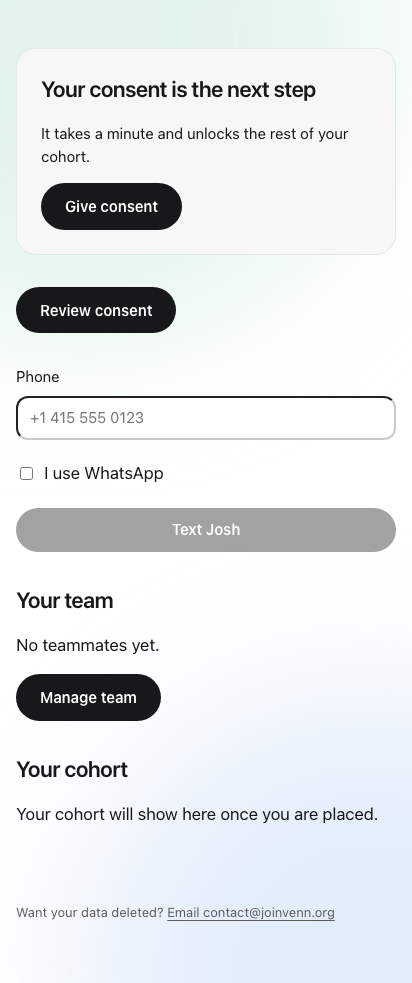 Your consent is the next step
It takes a minute and unlocks the rest of your
cohort.
Give consent
Review consent
Phone
+1 415 555 0123
I use WhatsApp
Text Josh
Your team
No teammates yet.
Manage team
Your cohort
Your cohort will show here once you are placed.
Want your data deleted? Email contact@joinvenn.org